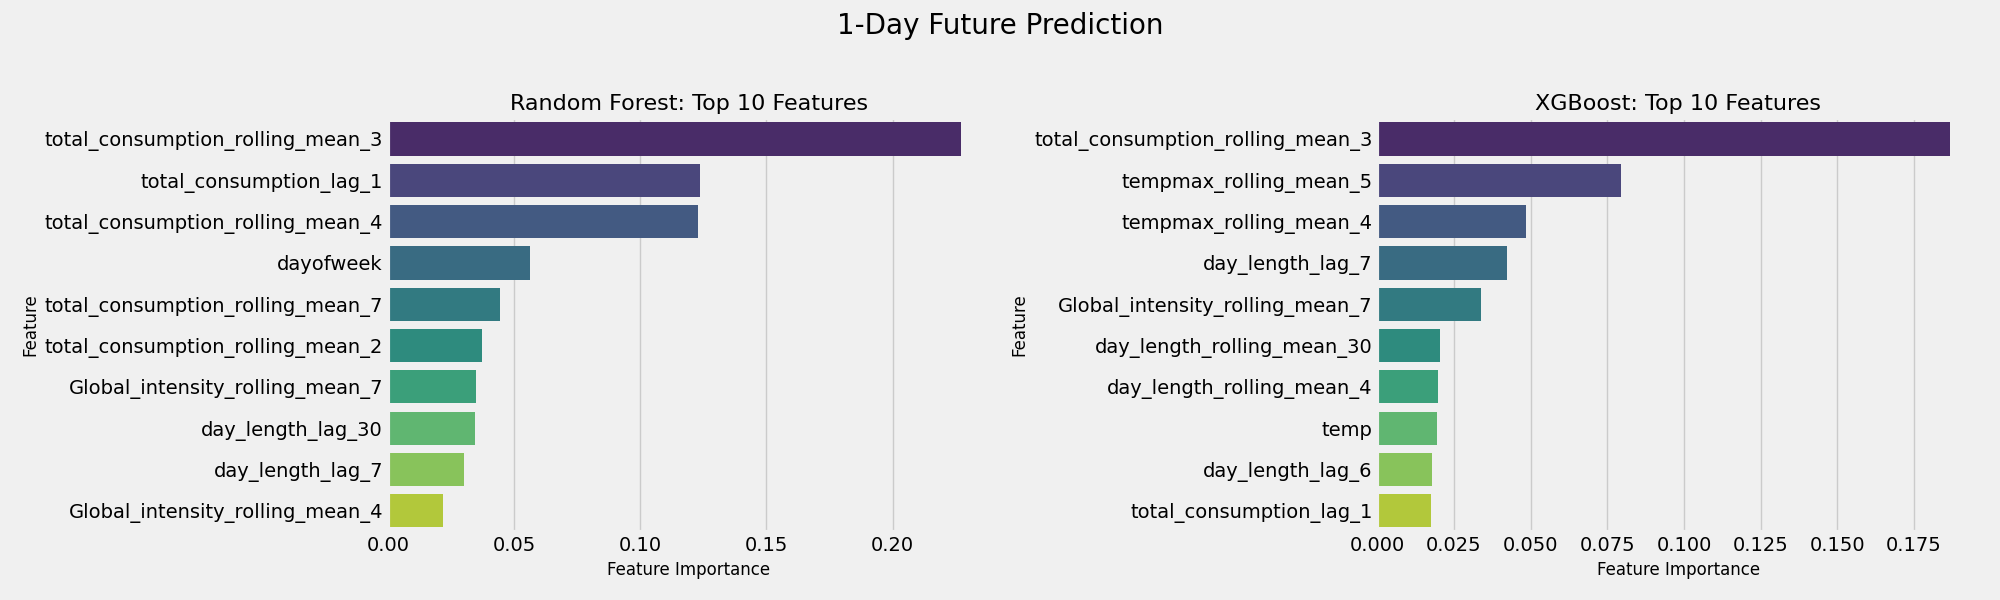 1-Day Future Prediction
Random Forest: Top 10 Features
Feature
total_consumption_rolling_mean_3
total_consumption_lag_1
total_consumption_rolling_mean_4
dayofweek
total_consumption_rolling_mean_7
total_consumption_rolling_mean_2
Global_intensity_rolling_mean_7
day_length_lag_30
day_length_lag_7
Global_intensity_rolling_mean_4
0.00 0.05 0.10 0.15 0.20
Feature Importance
XGBoost: Top 10 Features
Feature
total_consumption_rolling_mean_3
tempmax_rolling_mean_5
tempmax_rolling_mean_4
day_length_lag_7
Global_intensity_rolling_mean_7
day_length_rolling_mean_30
day_length_rolling_mean_4
temp
day_length_lag_6
total_consumption_lag_1
0.000 0.025 0.050 0.075 0.100 0.125 0.150 0.175
Feature Importance